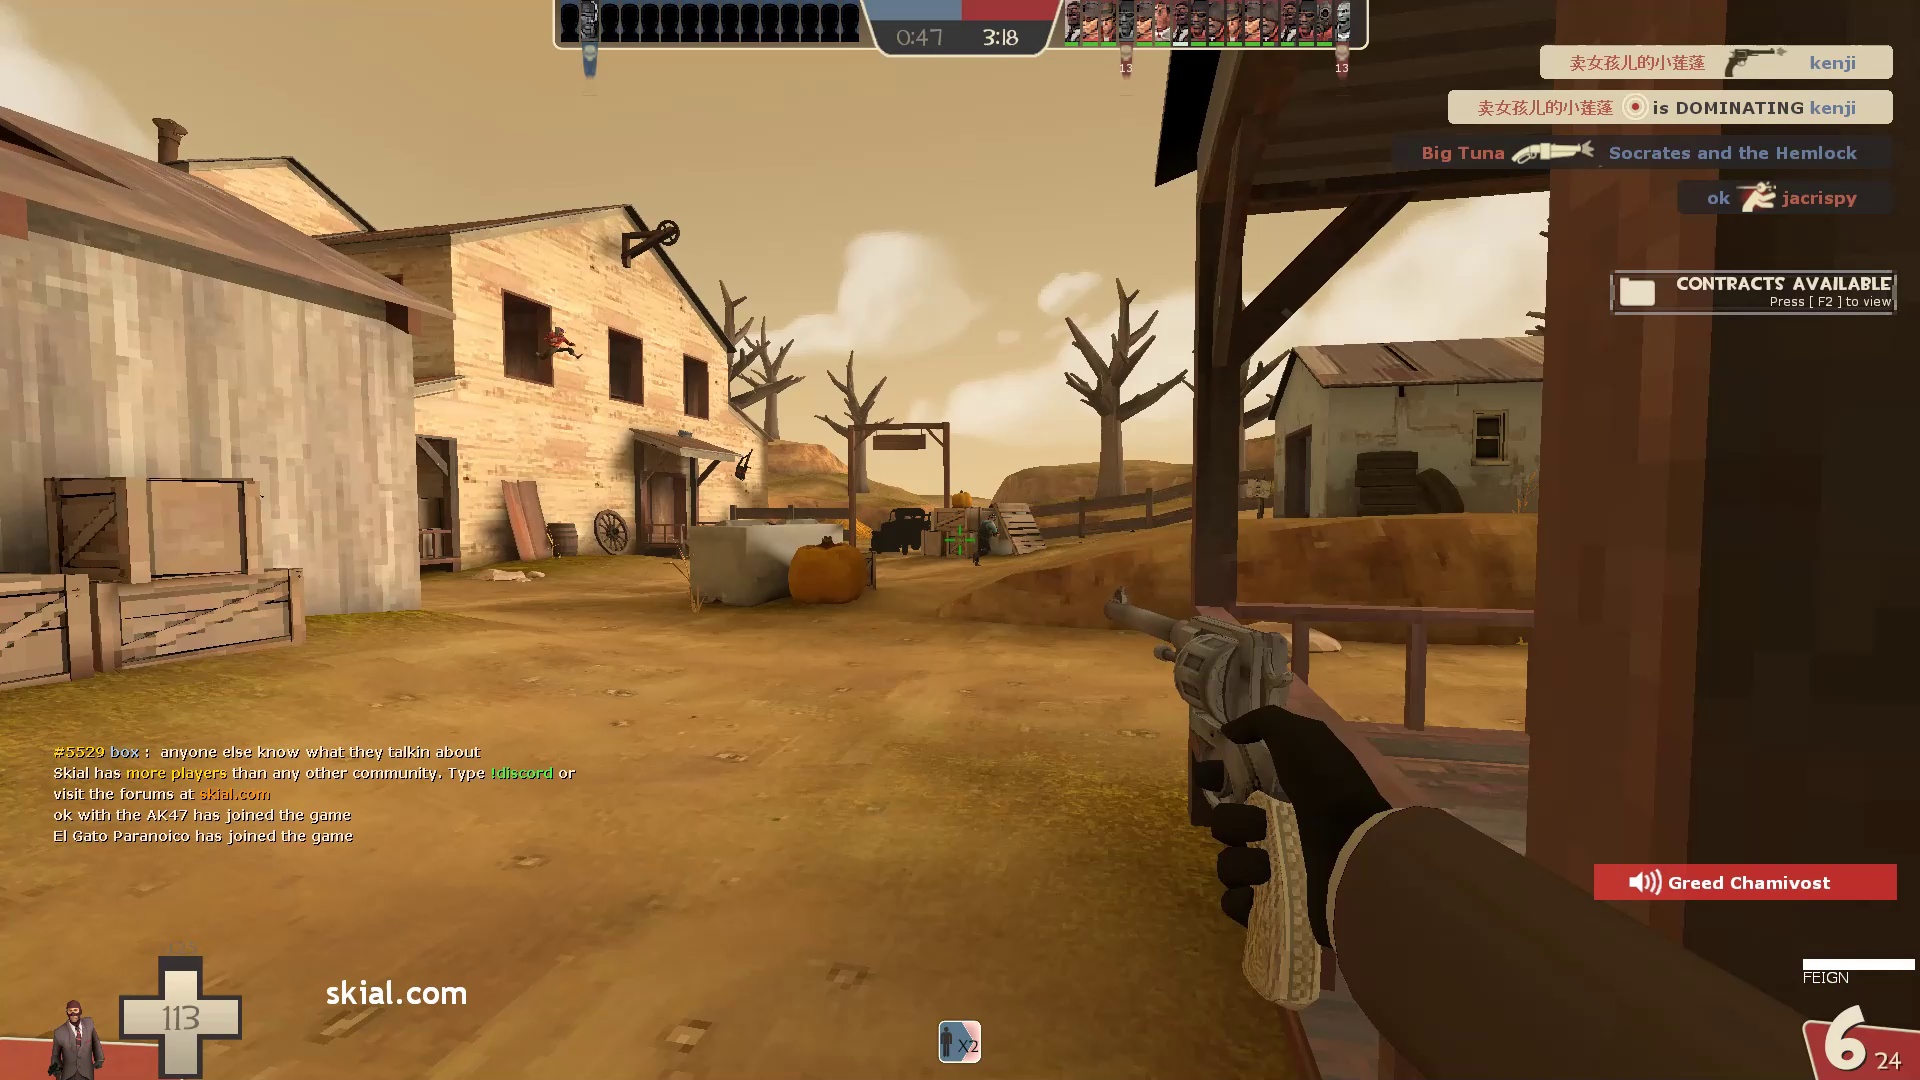 0:47 3:18
13 13
卖女孩儿的小莲蓬 kenji
卖女孩儿的小莲蓬 is DOMINATING kenji
Big Tuna Socrates and the Hemlock
ok jacrispy
CONTRACTS AVAILABLE
Press [ F2 ] to view
#5529 box : anyone else know what they talkin about
Skial has more players than any other community. Type !discord or
visit the forums at skial.com
ok with the AK47 has joined the game
El Gato Paranoico has joined the game
Greed Chamivost
FEIGN
113
skial.com
X2
6 24